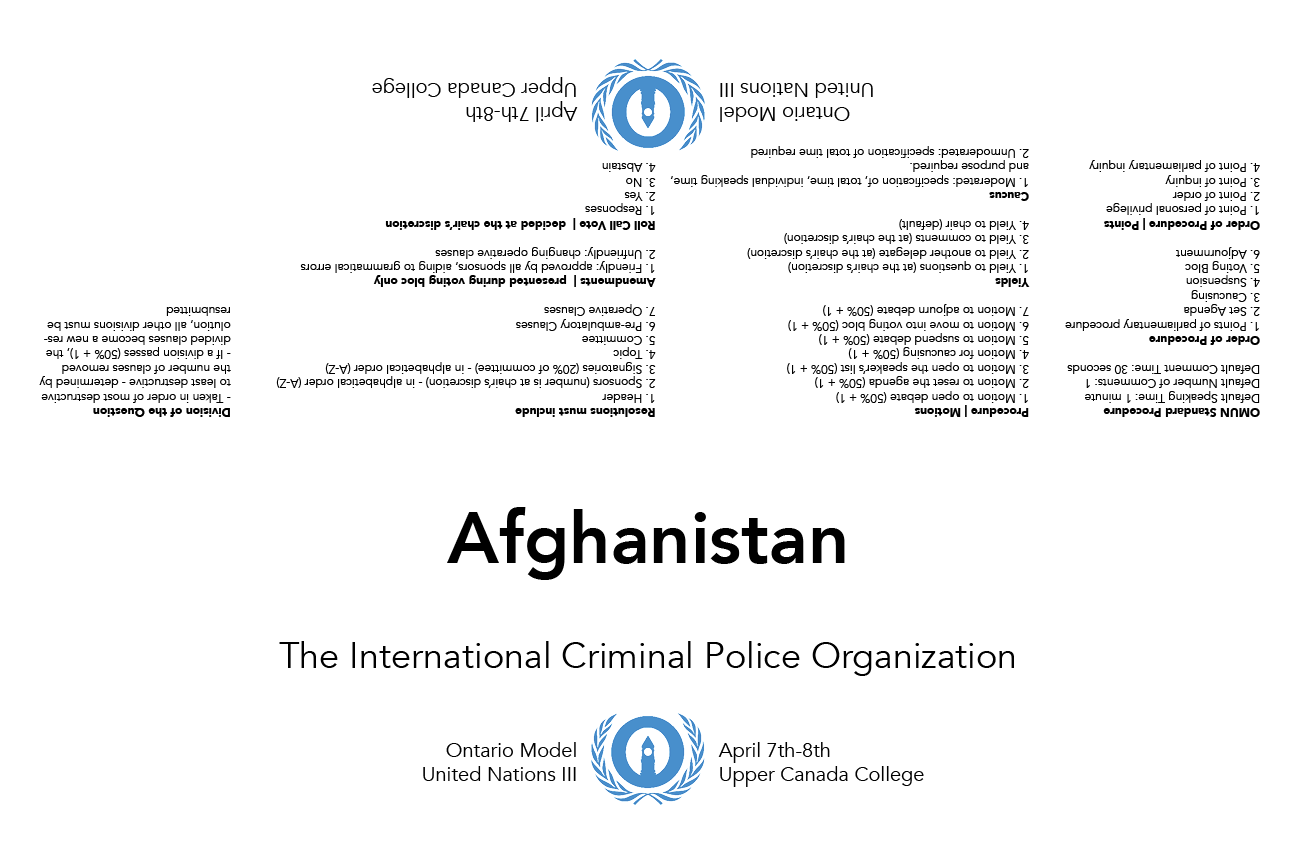 OMUN Standard Procedure
Default Speaking Time: 1 minute
Default Number of Comments: 1
Default Comment Time: 30 seconds
Order of Procedure
1. Points of parliamentary procedure
2. Set Agenda
3. Caucusing
4. Suspension
5. Voting Bloc
6. Adjournment
Order of Procedure | Points
1. Point of personal privilege
2. Point of order
3. Point of inquiry
4. Point of parliamentary inquiry
Procedure | Motions
1. Motion to open debate (50% + 1)
2. Motion to reset the agenda (50% + 1)
3. Motion to open the speaker's list (50% + 1)
4. Motion for caucusing (50% + 1)
5. Motion to suspend debate (50% + 1)
6. Motion to move into voting bloc (50% + 1)
7. Motion to adjourn debate (50% + 1)
Yields
1. Yield to questions (at the chair's discretion)
2. Yield to another delegate (at the chair's discretion)
3. Yield to comments (at the chair's discretion)
4. Yield to chair (default)
Caucus
1. Moderated: specification of, total time, individual speaking time,
and purpose required.
2. Unmoderated: specification of total time required
Resolutions must include
1. Header
2. Sponsors (number is at chair's discretion) - in alphabetical order (A-Z)
3. Signatories (20% of committee) - in alphabetical order (A-Z)
4. Topic
5. Committee
6. Pre-ambulatory Clauses
7. Operative Clauses
Amendments | presented during voting bloc only
1. Friendly: approved by all sponsors, aiding to grammatical errors
2. Unfriendly: changing operative clauses
Roll Call Vote | decided at the chair's discretion
1. Responses
2. Yes
3. No
4. Abstain
Division of the Question
- Taken in order of most destructive
to least destructive - determined by
the number of clauses removed
- If a division passes (50% + 1), the
divided clauses become a new res-
olution, all other divisions must be
resubmitted
Ontario Model
United Nations III
April 7th-8th
Upper Canada College
Afghanistan
The International Criminal Police Organization
Ontario Model
United Nations III
April 7th-8th
Upper Canada College